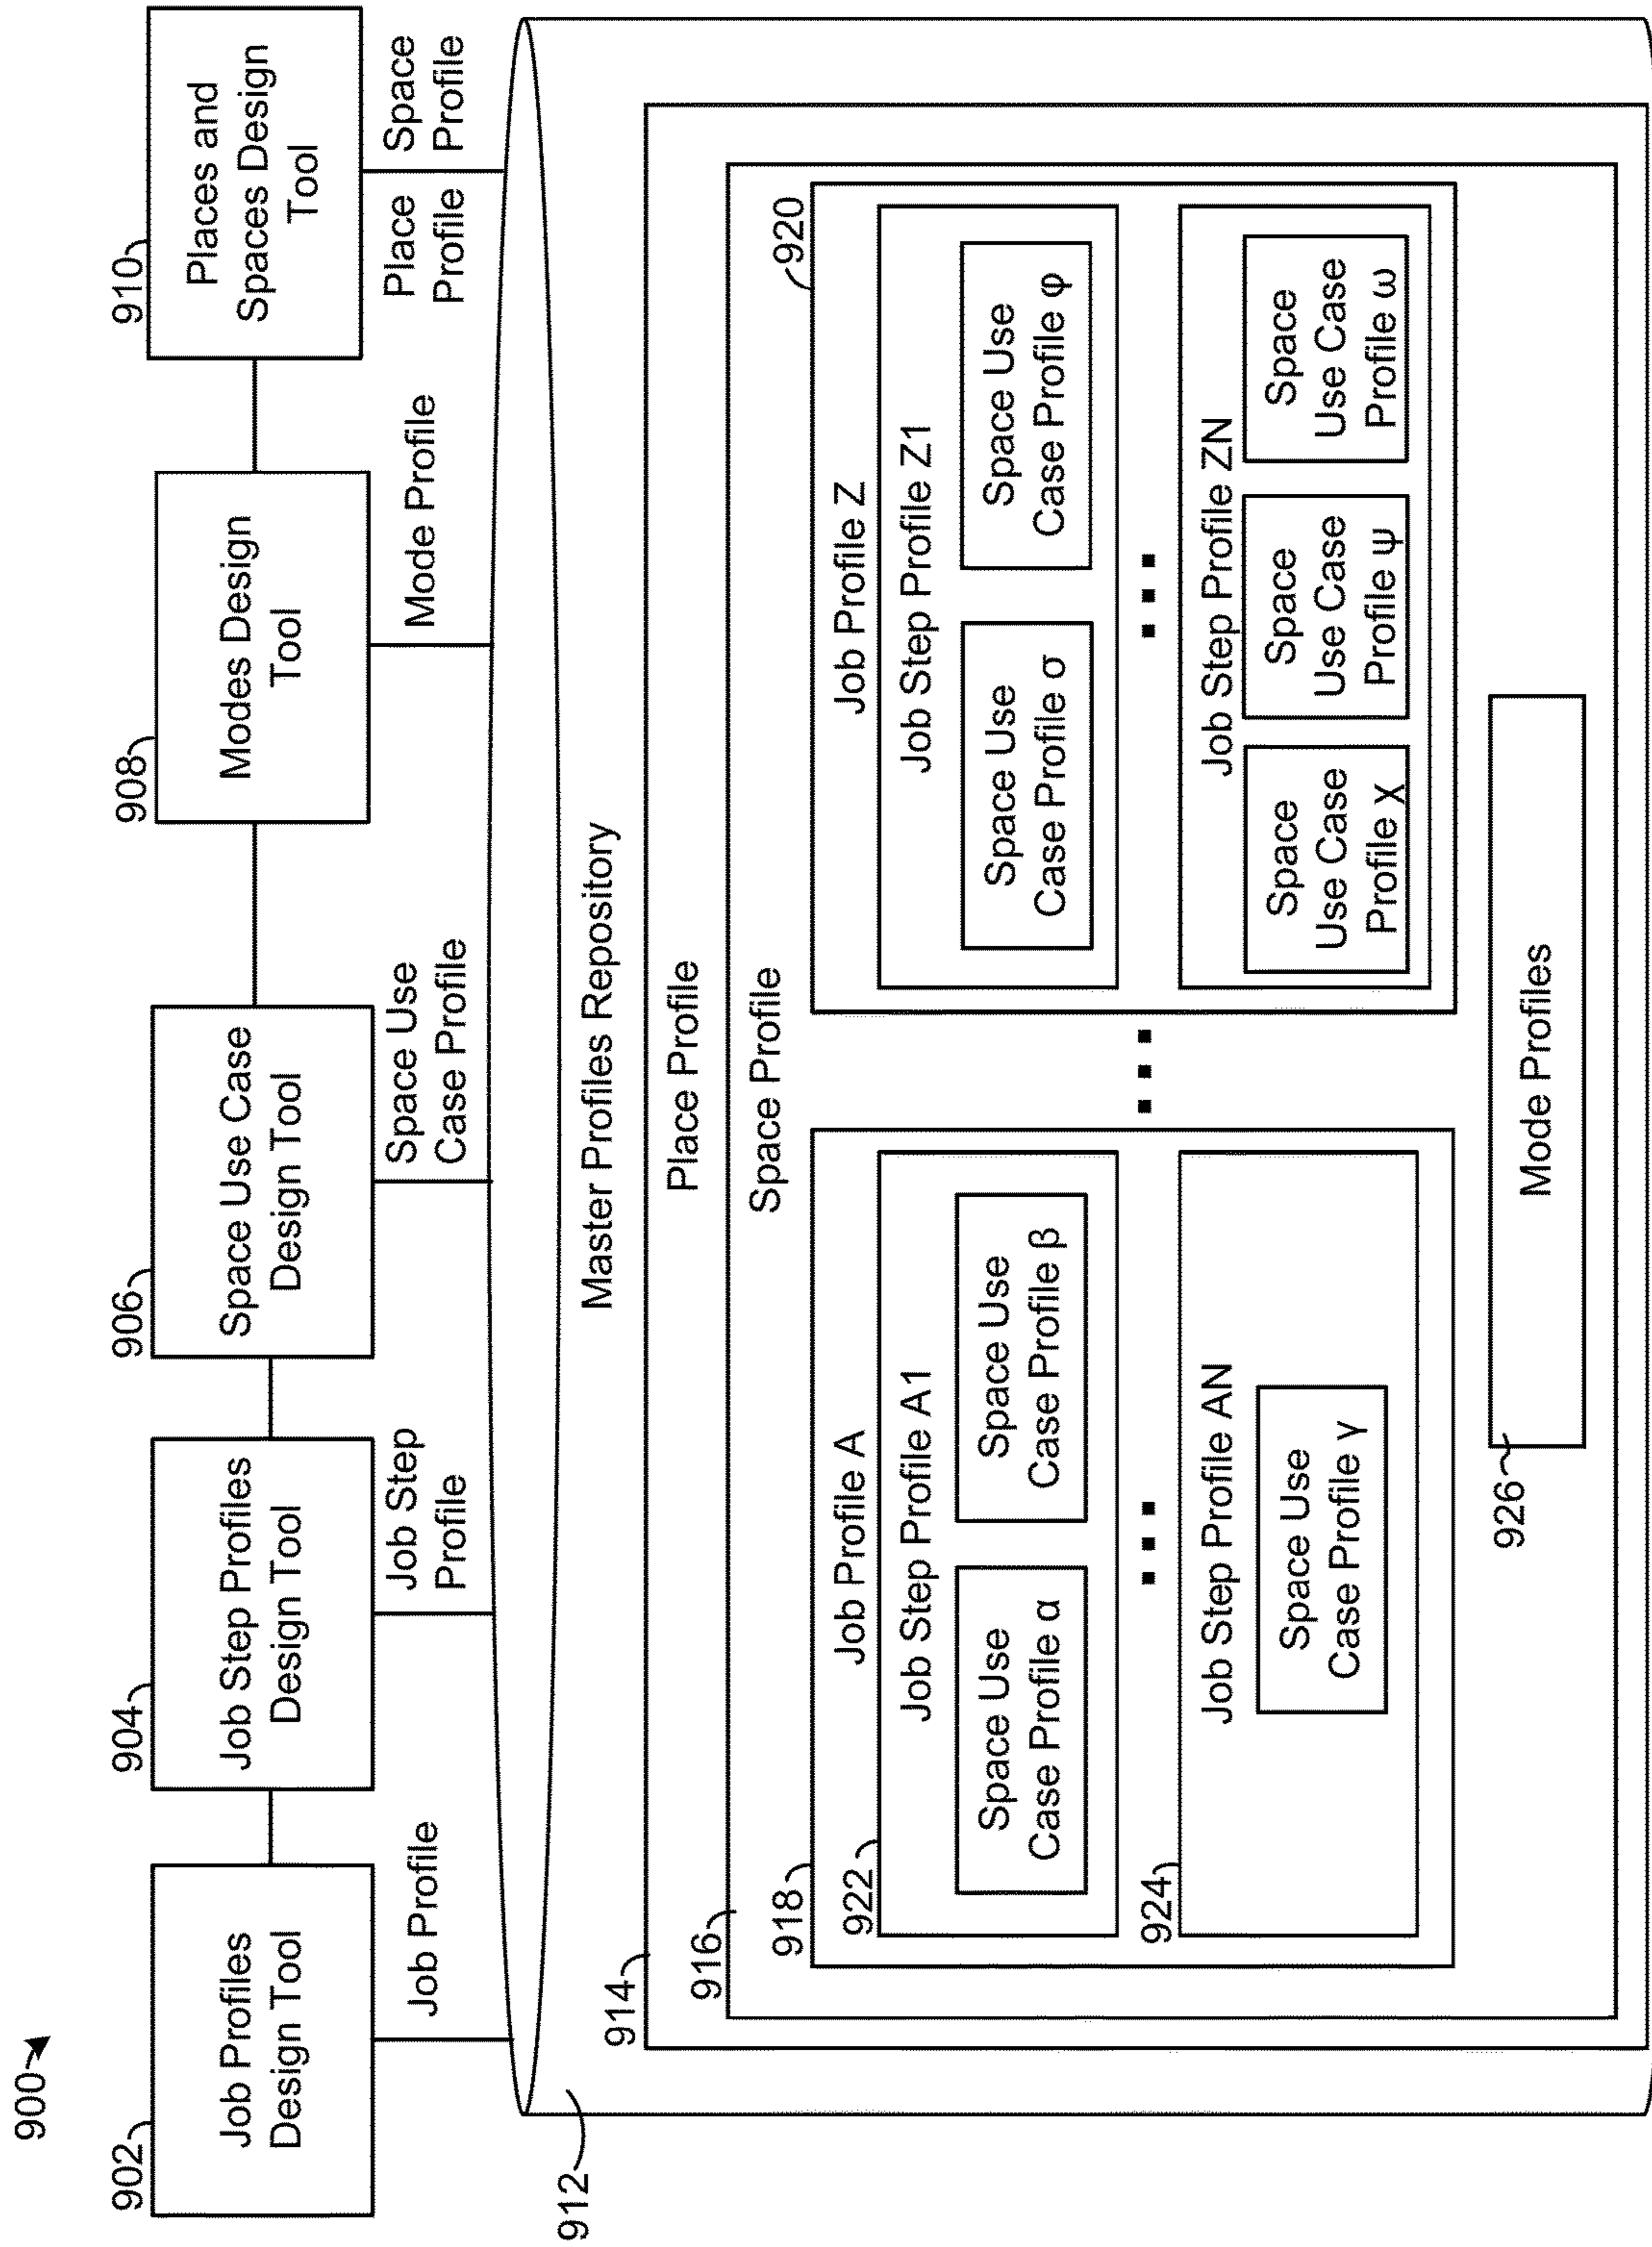 900
902
Job Profiles
Design Tool
904
Job Step Profiles
Design Tool
906
Space Use Case
Design Tool
908
Modes Design
Tool
910
Places and
Spaces Design
Tool
Job Profile
Job Step
Profile
Space Use
Case Profile
Mode Profile
Place
Profile
Space
Profile
912
Master Profiles Repository
914
Place Profile
916
Space Profile
918
Job Profile A
922
Job Step Profile A1
Space Use
Case Profile α
Space Use
Case Profile β
924
Job Step Profile AN
Space Use
Case Profile γ
920
Job Profile Z
Job Step Profile Z1
Space Use
Case Profile σ
Space Use
Case Profile φ
Job Step Profile ZN
Space
Use Case
Profile χ
Space
Use Case
Profile ψ
Space
Use Case
Profile ω
926
Mode Profiles